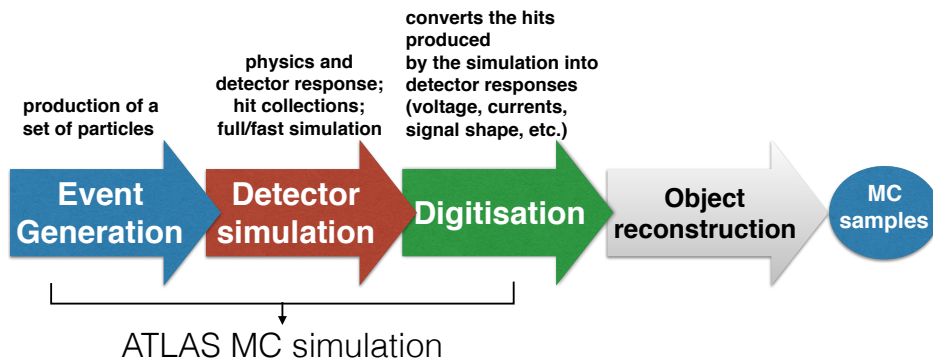 production of a
set of particles
physics and
detector response;
hit collections;
full/fast simulation
converts the hits
produced
by the simulation into
detector responses
(voltage, currents,
signal shape, etc.)
Event
Generation
Detector
simulation
Digitisation
Object
reconstruction
MC
samples
ATLAS MC simulation